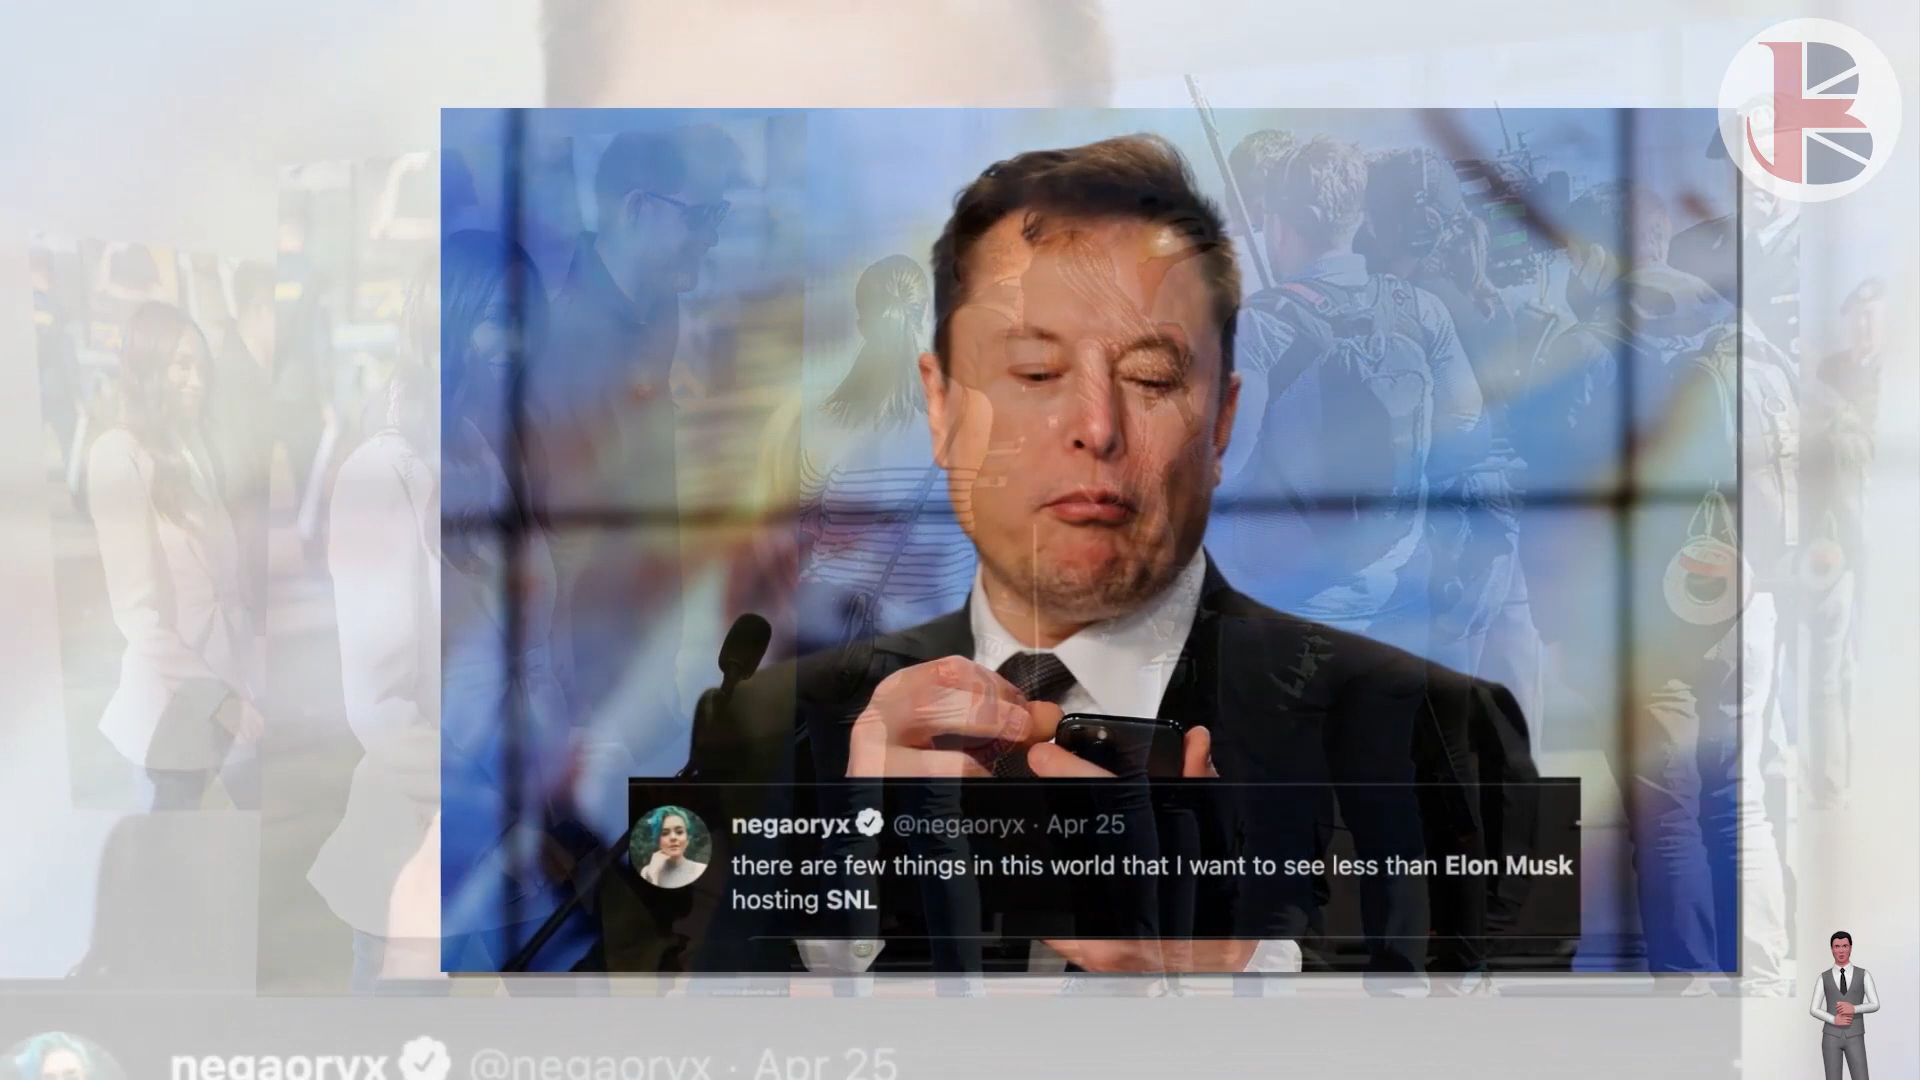 negaoryx @negaoryx · Apr 25
there are few things in this world that I want to see less than Elon Musk
hosting SNL
negaoryx @negaoryx · Apr 25